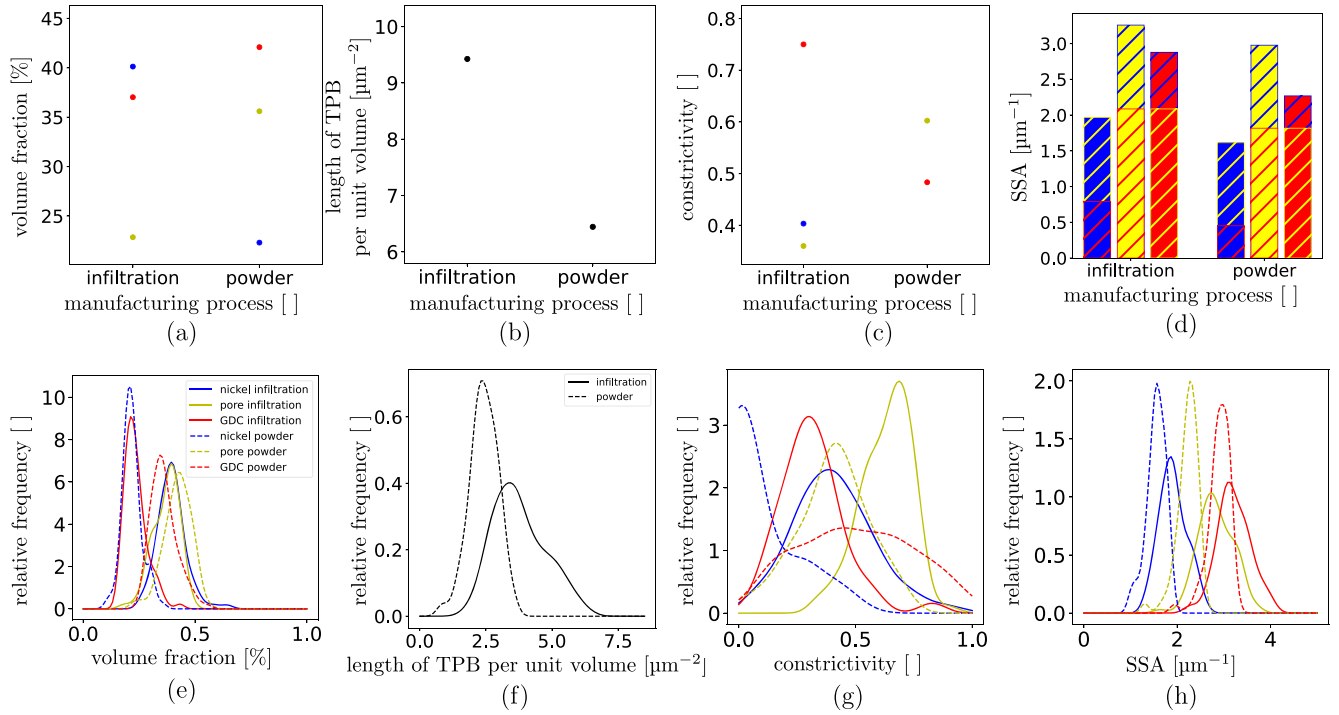 45
40
35
30
25
volume fraction [%]
infiltration powder
manufacturing process [ ]
(a)
10
9
8
7
6
length of TPB
per unit volume [µm⁻²]
infiltration powder
manufacturing process [ ]
(b)
0.8
0.7
0.6
0.5
0.4
constrictivity [ ]
infiltration powder
manufacturing process [ ]
(c)
3.0
2.5
2.0
1.5
1.0
0.5
0.0
SSA [µm⁻¹]
infiltration powder
manufacturing process [ ]
(d)
10
8
6
4
2
0
relative frequency [ ]
nickel infiltration
pore infiltration
GDC infiltration
nickel powder
pore powder
GDC powder
0.0 0.5 1.0
volume fraction [%]
(e)
0.6
0.4
0.2
0.0
relative frequency [ ]
infiltration
powder
0.0 2.5 5.0 7.5
length of TPB per unit volume [µm⁻²]
(f)
3
2
1
0
relative frequency [ ]
0.0 0.5 1.0
constrictivity [ ]
(g)
2.0
1.5
1.0
0.5
0.0
relative frequency [ ]
0 2 4
SSA [µm⁻¹]
(h)